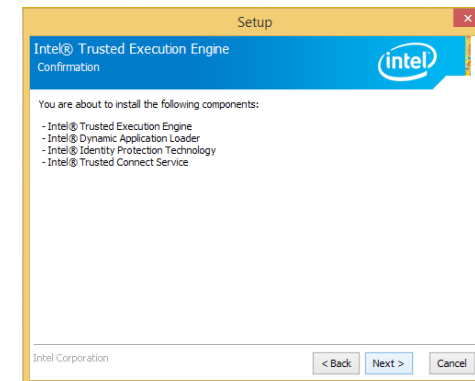 Setup
Intel® Trusted Execution Engine
Confirmation
intel
You are about to install the following components:
- Intel® Trusted Execution Engine
- Intel® Dynamic Application Loader
- Intel® Identity Protection Technology
- Intel® Trusted Connect Service
Intel Corporation
< Back Next > Cancel